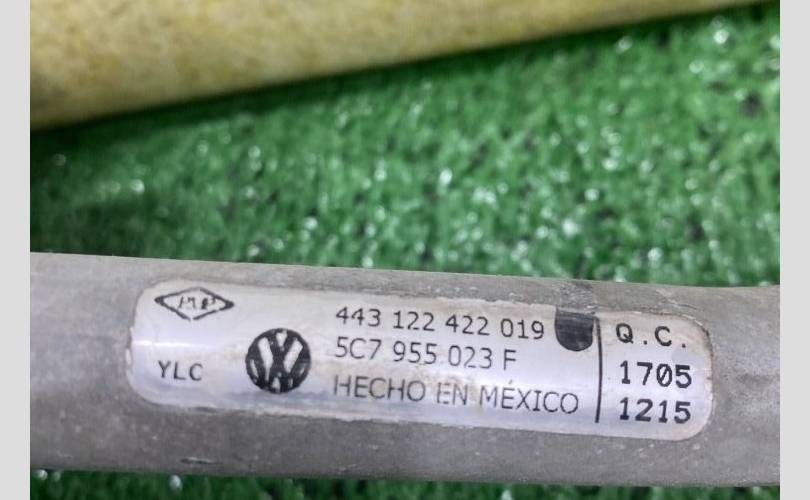 443 122 422 019
5C7 955 023 F
HECHO EN MÉXICO
YLC
Q.C.
1705
1215